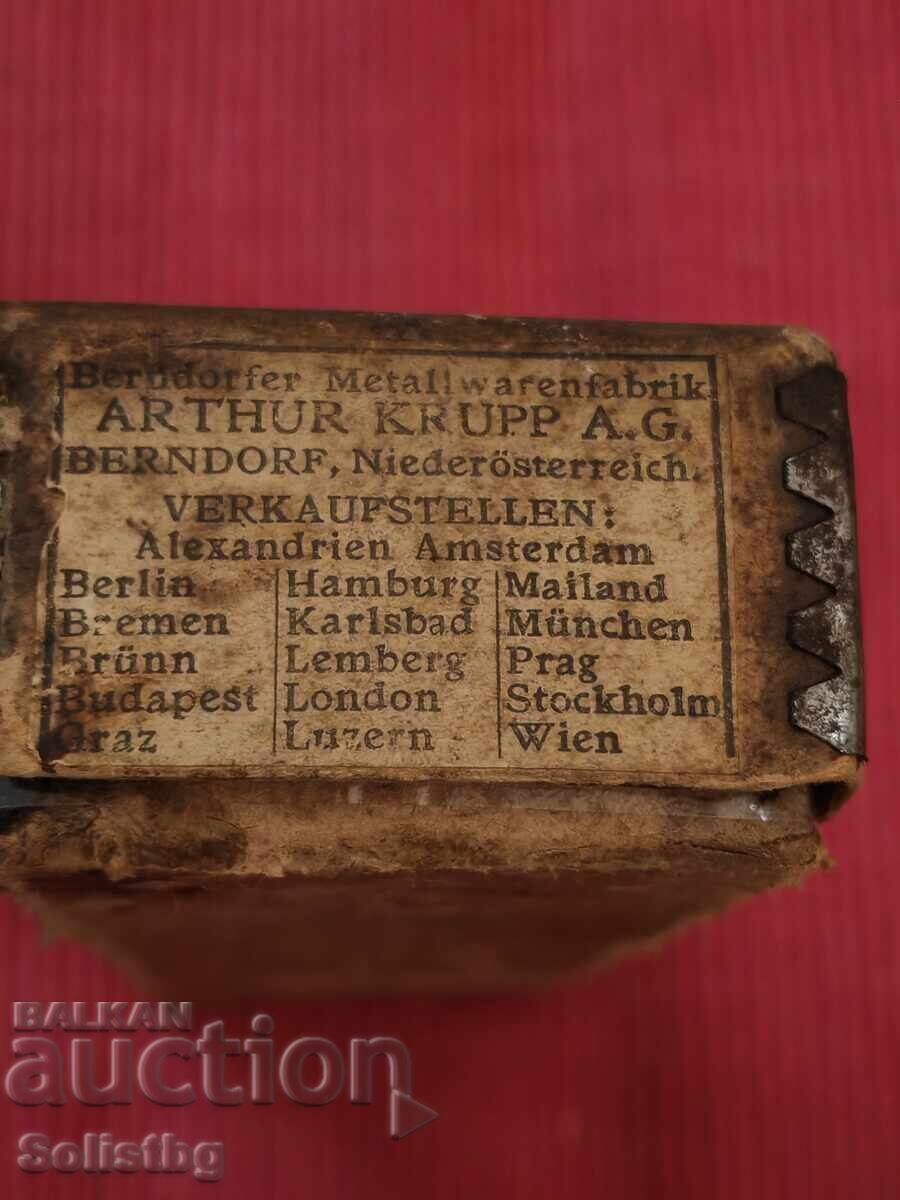 Berndorfer Metallwarenfabrik
ARTHUR KRUPP A.G.
BERNDORF, Niederösterreich.
VERKAUFSTELLEN:
Alexandrien Amsterdam
Berlin Hamburg Mailand
Bremen Karlsbad München
Brünn Lemberg Prag
Budapest London Stockholm
Graz Luzern Wien
BALKAN
auction
Solistbg